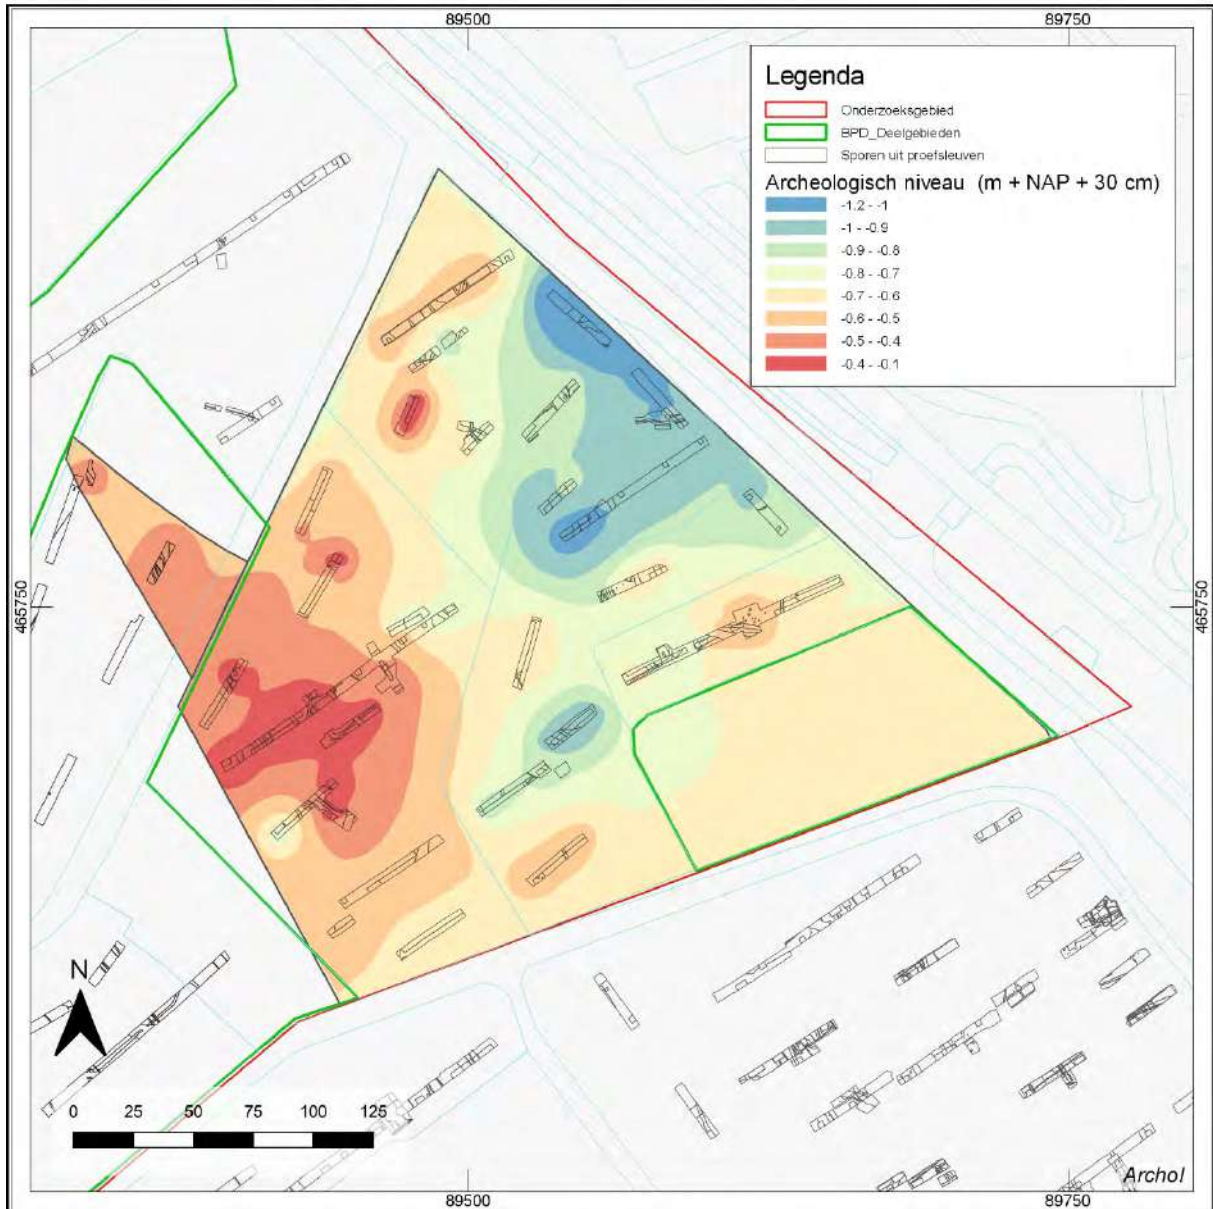 89500
89750
Legenda
Onderzoeksgebied
BPD_Deelgebieden
Sporen uit proefsleuven
Archeologisch niveau (m + NAP + 30 cm)
-1.2 - -1
-1 - -0.9
-0.9 - -0.8
-0.8 - -0.7
-0.7 - -0.6
-0.6 - -0.5
-0.5 - -0.4
-0.4 - -0.1
465750
465750
N
0 25 50 75 100 125
Archol
89500
89750